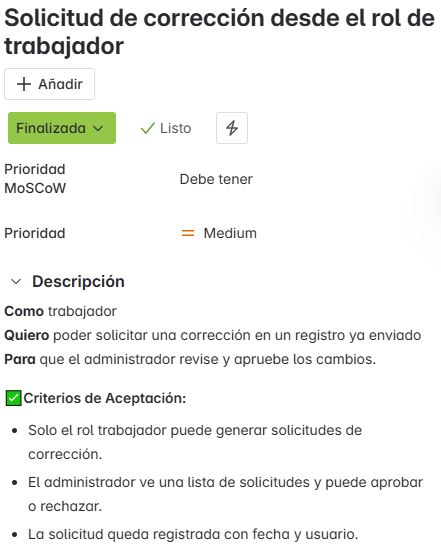 Solicitud de corrección desde el rol de
trabajador
+ Añadir
Finalizada
Listo
Prioridad
MoSCoW
Debe tener
Prioridad
Medium
Descripción
Como trabajador
Quiero poder solicitar una corrección en un registro ya enviado
Para que el administrador revise y apruebe los cambios.
✅Criterios de Aceptación:
• Solo el rol trabajador puede generar solicitudes de
corrección.
• El administrador ve una lista de solicitudes y puede aprobar
o rechazar.
• La solicitud queda registrada con fecha y usuario.